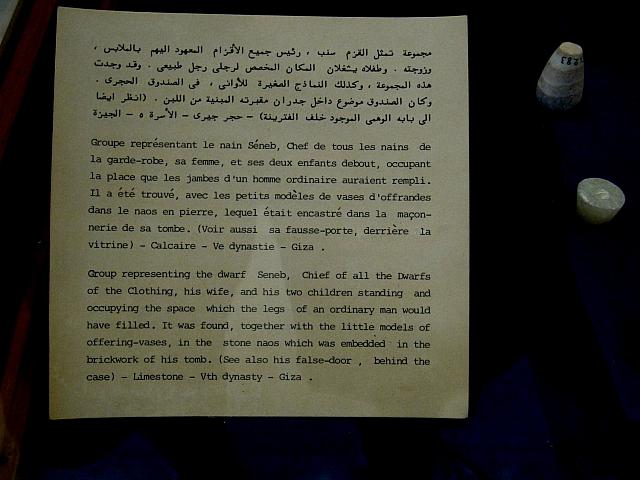 مجموعة تمثل القزم سنب ، رئيس جميع الأقزام المعهود اليهم بالملابس ،
وزوجته . وطفلاه يشغلان المكان المخصص لرجلى رجل طبيعى . وقد وجدت
هذه المجموعة ، وكذلك النماذج الصغيرة للأوانى ، فى الصندوق الحجرى .
وكان الصندوق موضوع داخل جدران مقبرته المبنية من اللبن . (انظر ايضا
الى بابه الوهمى الموجود خلف الفترينة) – حجر جيرى – الأسرة ٥ – الجيزة
Groupe représentant le nain Séneb, Chef de tous les nains de
la garde-robe, sa femme, et ses deux enfants debout, occupant
la place que les jambes d'un homme ordinaire auraient rempli.
Il a été trouvé, avec les petits modèles de vases d'offrandes
dans le naos en pierre, lequel était encastré dans la maçon-
nerie de sa tombe. (Voir aussi sa fausse-porte, derrière la
vitrine) - Calcaire - Ve dynastie - Giza .
Group representing the dwarf Seneb, Chief of all the Dwarfs
of the Clothing, his wife, and his two children standing and
occupying the space which the legs of an ordinary man would
have filled. It was found, together with the little models of
offering-vases, in the stone naos which was embedded in the
brickwork of his tomb. (See also his false-door , behind the
case) - Limestone - Vth dynasty - Giza .